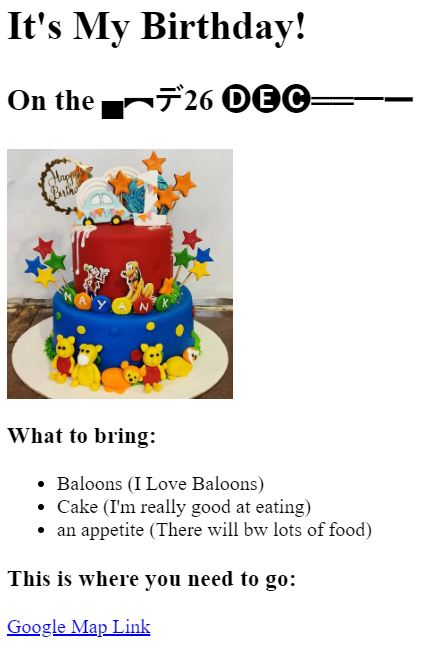 It's My Birthday!
On the ▄︻デ26 🅓🅔🅒══━一
Happy
Birthday
NAYANK
What to bring:
• Baloons (I Love Baloons)
• Cake (I'm really good at eating)
• an appetite (There will bw lots of food)
This is where you need to go:
Google Map Link